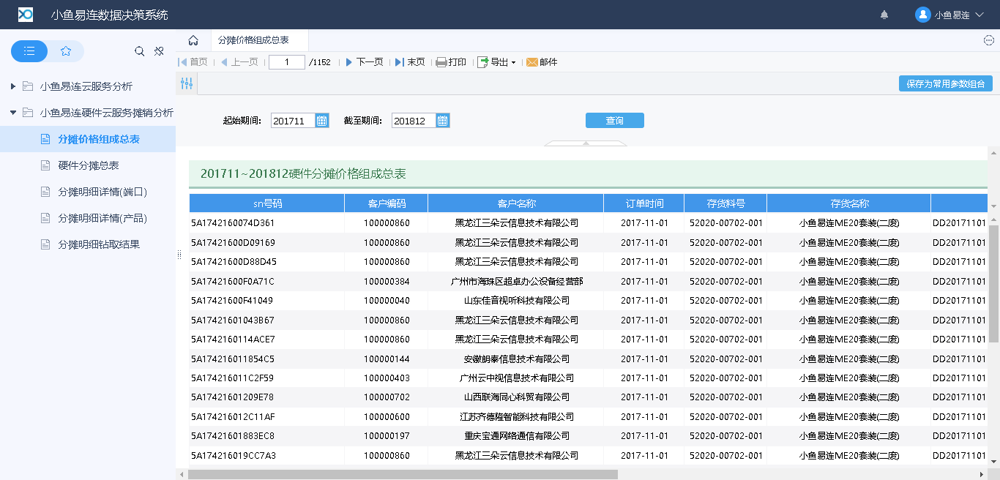 小鱼易连数据决策系统
小鱼易连
分摊价格组成总表
首页 上一页 1 /1152 下一页 末页 打印 导出 邮件
保存为常用参数组合
小鱼易连云服务分析
小鱼易连硬件云服务摊销分析
分摊价格组成总表
硬件分摊总表
分摊明细详情(端口)
分摊明细详情(产品)
分摊明细钻取结果
起始期间: 201711 截至期间: 201812 查询
201711~201812硬件分摊价格组成总表
sn号码 客户编码 客户名称 订单时间 存货料号 存货名称
5A1742160074D361 100000860 黑龙江三朵云信息技术有限公司 2017-11-01 52020-00702-001 小鱼易连ME20套装(二废) DD20171101
5A17421600D09169 100000860 黑龙江三朵云信息技术有限公司 2017-11-01 52020-00702-001 小鱼易连ME20套装(二废) DD20171101
5A17421600D88D45 100000860 黑龙江三朵云信息技术有限公司 2017-11-01 52020-00702-001 小鱼易连ME20套装(二废) DD20171101
5A17421600F0A71C 100000384 广州市海珠区超卓办公设备经营部 2017-11-01 52020-00702-001 小鱼易连ME20套装(二废) DD20171101
5A17421600F41049 100000040 山东佳音视听科技有限公司 2017-11-01 52020-00702-001 小鱼易连ME20套装(二废) DD20171101
5A17421601043B67 100000860 黑龙江三朵云信息技术有限公司 2017-11-01 52020-00702-001 小鱼易连ME20套装(二废) DD20171101
5A1742160114ACE7 100000860 黑龙江三朵云信息技术有限公司 2017-11-01 52020-00702-001 小鱼易连ME20套装(二废) DD20171101
5A174216011854C5 100000144 安徽朗泰信息技术有限公司 2017-11-01 52020-00702-001 小鱼易连ME20套装(二废) DD20171101
5A174216011C2F59 100000403 广州云中视信息技术有限公司 2017-11-01 52020-00702-001 小鱼易连ME20套装(二废) DD20171101
5A17421601209E78 100000702 山西联海同心科贸有限公司 2017-11-01 52020-00702-001 小鱼易连ME20套装(二废) DD20171101
5A174216012C11AF 100000600 江苏齐德隆智能科技有限公司 2017-11-01 52020-00702-001 小鱼易连ME20套装(二废) DD20171101
5A17421601883EC8 100000197 重庆宝通网络通信有限公司 2017-11-01 52020-00702-001 小鱼易连ME20套装(二废) DD20171101
5A174216019CC7A3 100000860 黑龙江三朵云信息技术有限公司 2017-11-01 52020-00702-001 小鱼易连ME20套装(二废) DD20171101